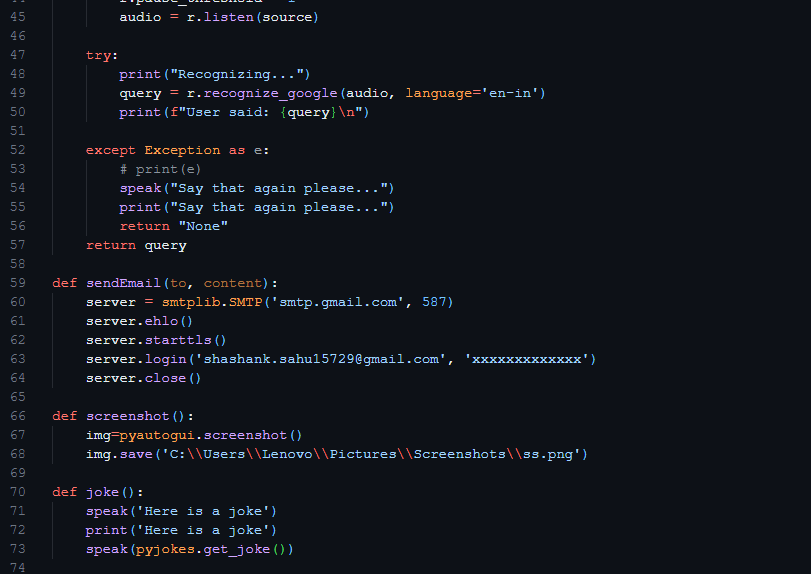 45 audio = r.listen(source)
46
47 try:
48 print("Recognizing...")
49 query = r.recognize_google(audio, language='en-in')
50 print(f"User said: {query}\n")
51
52 except Exception as e:
53 # print(e)
54 speak("Say that again please...")
55 print("Say that again please...")
56 return "None"
57 return query
58
59 def sendEmail(to, content):
60 server = smtplib.SMTP('smtp.gmail.com', 587)
61 server.ehlo()
62 server.starttls()
63 server.login('shashank.sahu15729@gmail.com', 'xxxxxxxxxxxxx')
64 server.close()
65
66 def screenshot():
67 img=pyautogui.screenshot()
68 img.save('C:\\Users\\Lenovo\\Pictures\\Screenshots\\ss.png')
69
70 def joke():
71 speak('Here is a joke')
72 print('Here is a joke')
73 speak(pyjokes.get_joke())
74